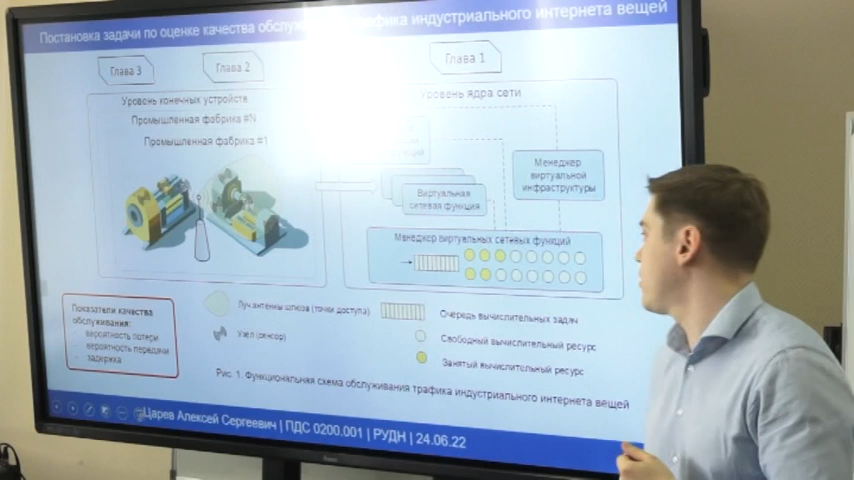 Постановка задачи по оценке качества обслуж трафика индустриального интернета вещей
Глава 3
Глава 2
Глава 1
Уровень конечных устройств
Промышленная фабрика #N
Промышленная фабрика #1
Уровень ядра сети
Менеджер
виртуальной
инфраструктуры
Виртуальная
сетевая функция
Менеджер виртуальных сетевых функций
Показатели качества
обслуживания:
вероятность потери
вероятность передачи
задержка
Луч антенны шлюза (точки доступа)
Узел (сенсор)
Очередь вычислительных задач
Свободный вычислительный ресурс
Занятый вычислительный ресурс
Рис. 1. Функциональная схема обслуживания трафика индустриального интернета вещей
Царев Алексей Сергеевич | ПДС 0200.001 | РУДН | 24.06.22